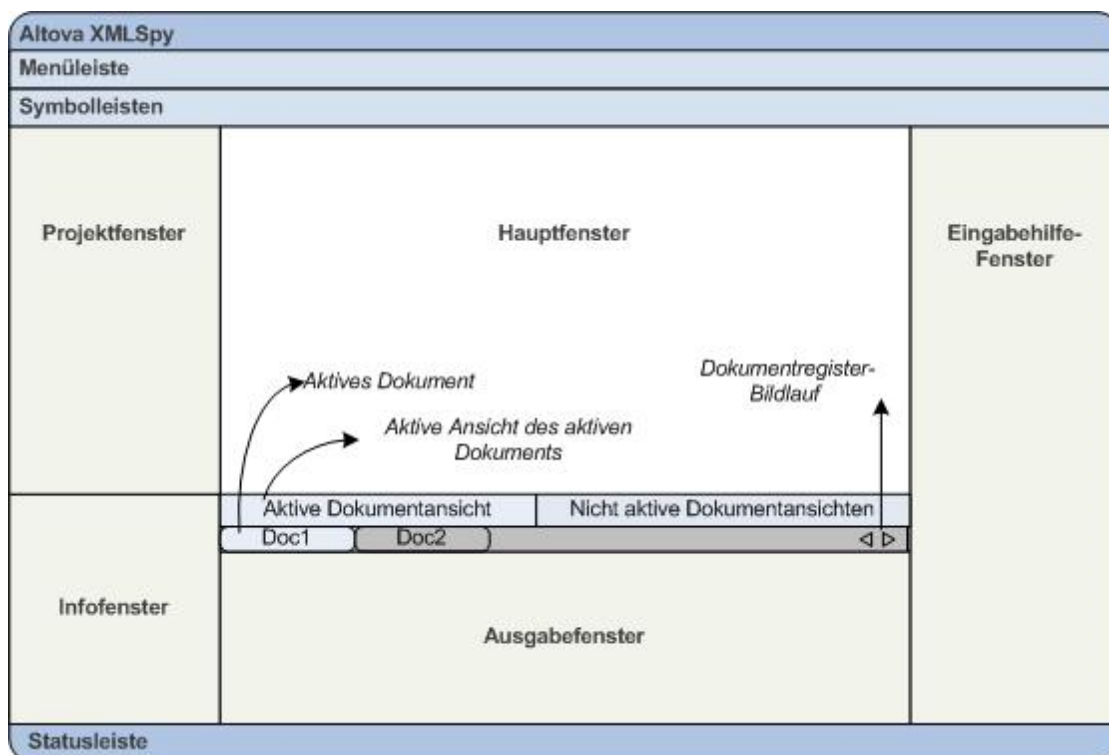 Altova XMLSpy
Menüleiste
Symbolleisten
Projektfenster
Hauptfenster
Eingabehilfe-
Fenster
Aktives Dokument
Dokumentregister-
Bildlauf
Aktive Ansicht des aktiven
Dokuments
Aktive Dokumentansicht
Nicht aktive Dokumentansichten
Doc1
Doc2
Infofenster
Ausgabefenster
Statusleiste